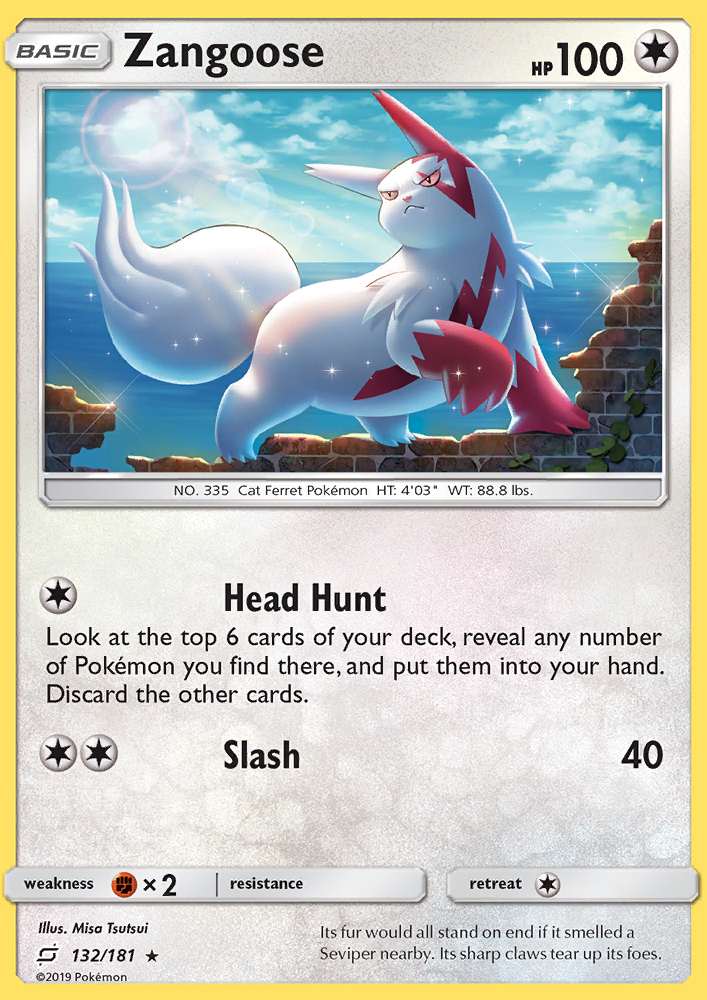 BASIC Zangoose HP 100
NO. 335 Cat Ferret Pokémon HT: 4'03" WT: 88.8 lbs.
Head Hunt
Look at the top 6 cards of your deck, reveal any number
of Pokémon you find there, and put them into your hand.
Discard the other cards.
Slash 40
weakness ×2 resistance retreat
Illus. Misa Tsutsui
132/181 ★
©2019 Pokémon
Its fur would all stand on end if it smelled a
Seviper nearby. Its sharp claws tear up its foes.